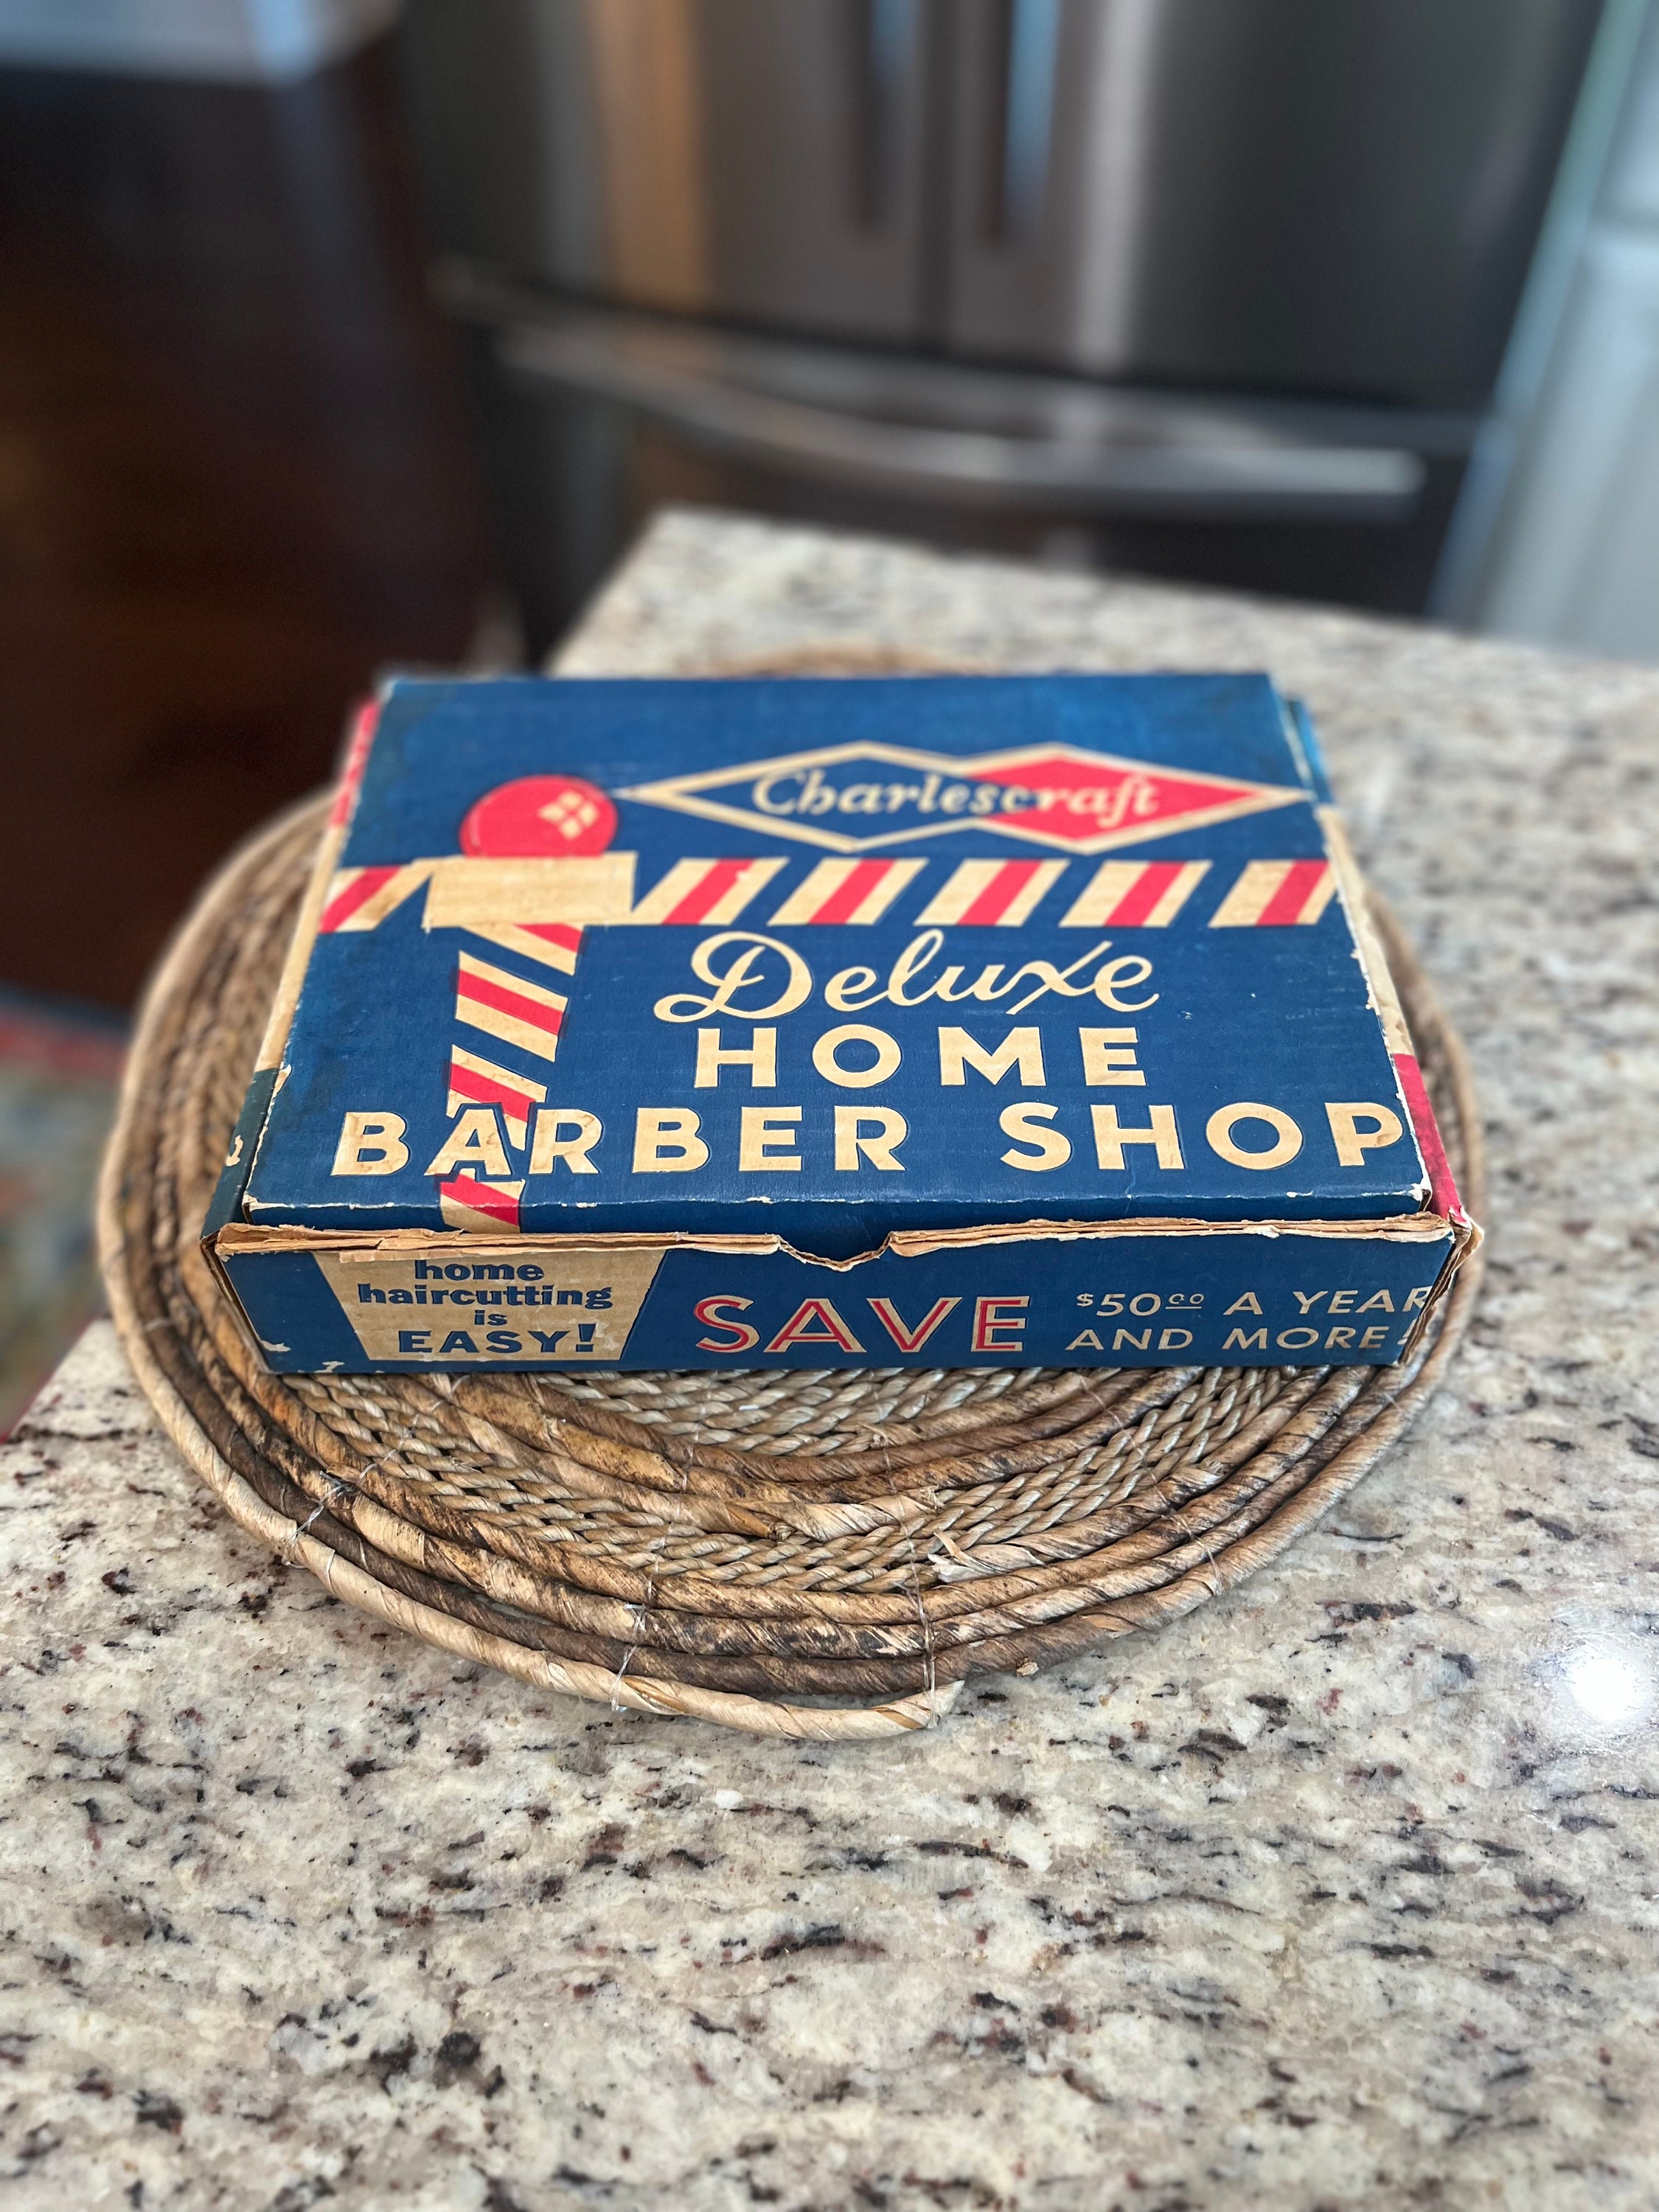 Charlescraft
Deluxe
HOME
BARBER SHOP
home
haircutting
is
EASY!
SAVE
$50.00 A YEAR
AND MORE!